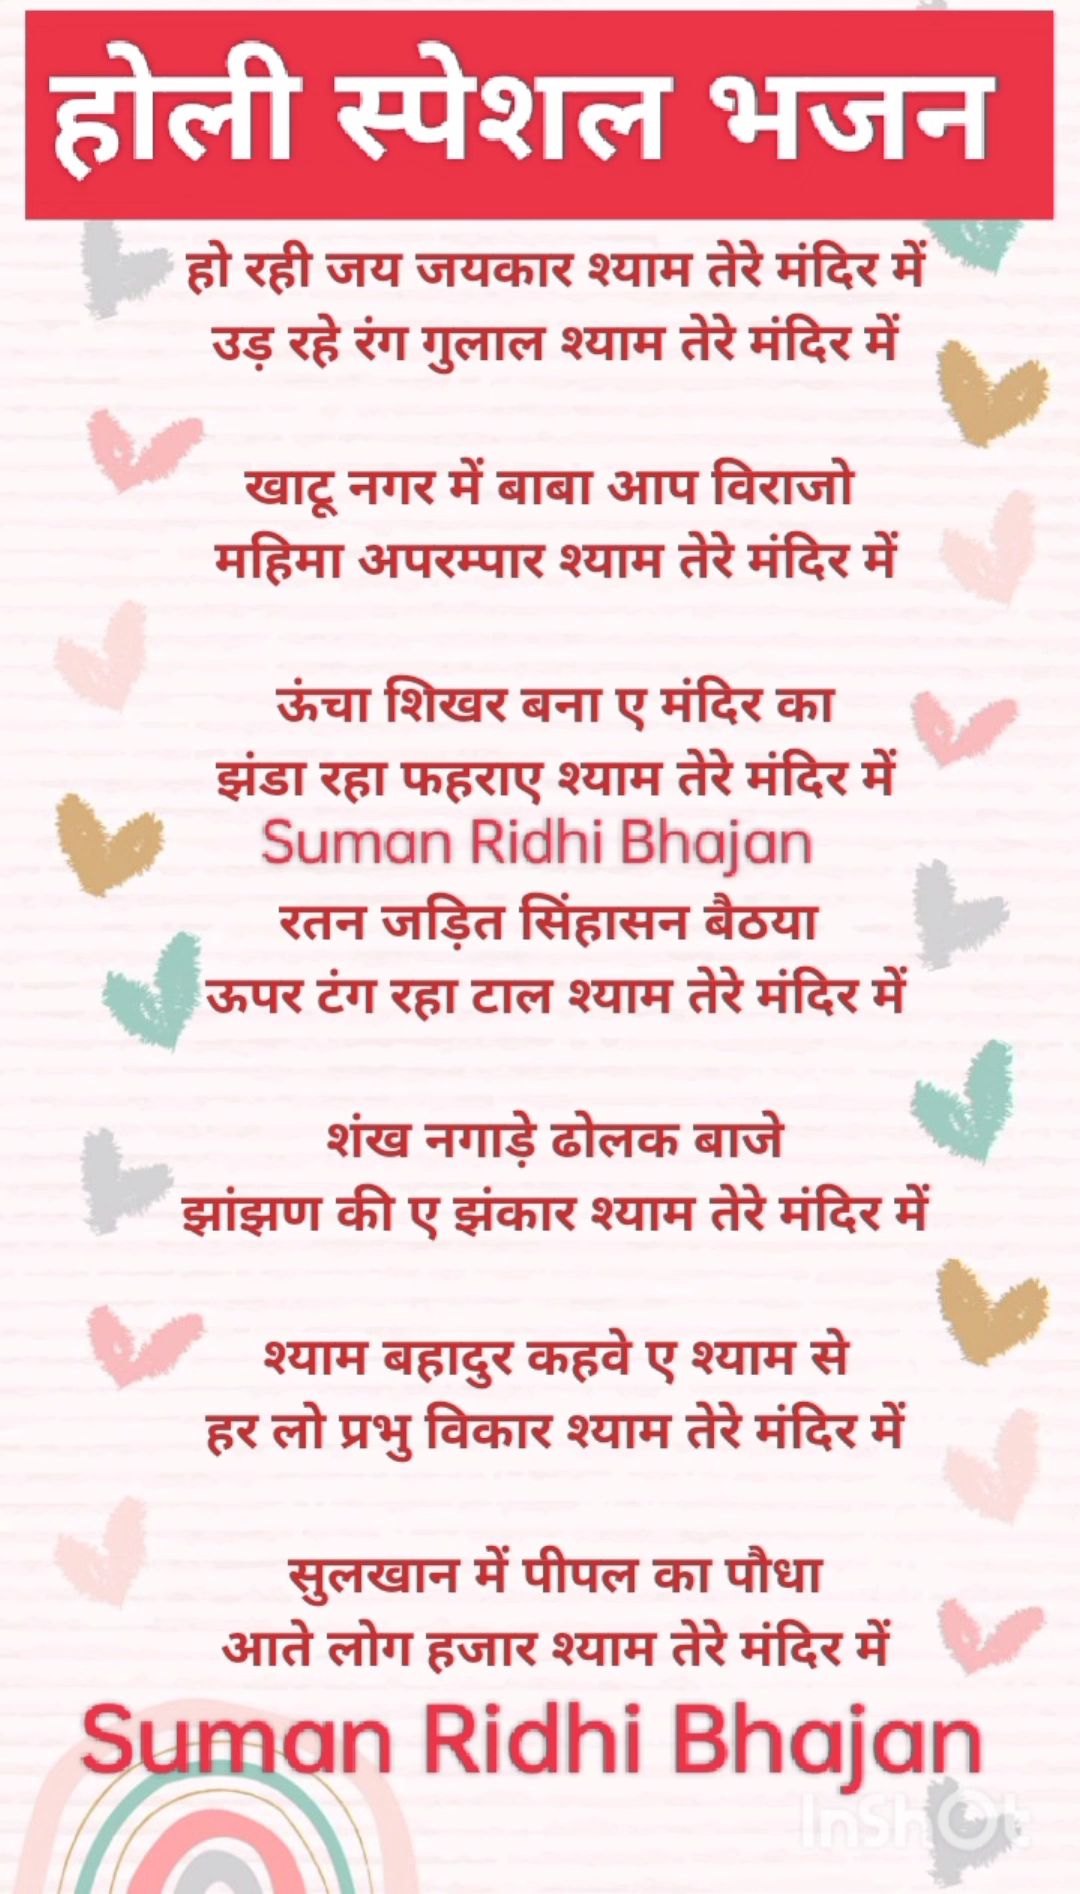 होली स्पेशल भजन
हो रही जय जयकार श्याम तेरे मंदिर में
उड़ रहे रंग गुलाल श्याम तेरे मंदिर में
खाटू नगर में बाबा आप विराजो
महिमा अपरम्पार श्याम तेरे मंदिर में
ऊंचा शिखर बना ए मंदिर का
झंडा रहा फहराए श्याम तेरे मंदिर में
Suman Ridhi Bhajan
रतन जड़ित सिंहासन बैठया
ऊपर टंग रहा टाल श्याम तेरे मंदिर में
शंख नगाड़े ढोलक बाजे
झांझण की ए झंकार श्याम तेरे मंदिर में
श्याम बहादुर कहवे ए श्याम से
हर लो प्रभु विकार श्याम तेरे मंदिर में
सुलखान में पीपल का पौधा
आते लोग हजार श्याम तेरे मंदिर में
Suman Ridhi Bhajan
InShOt